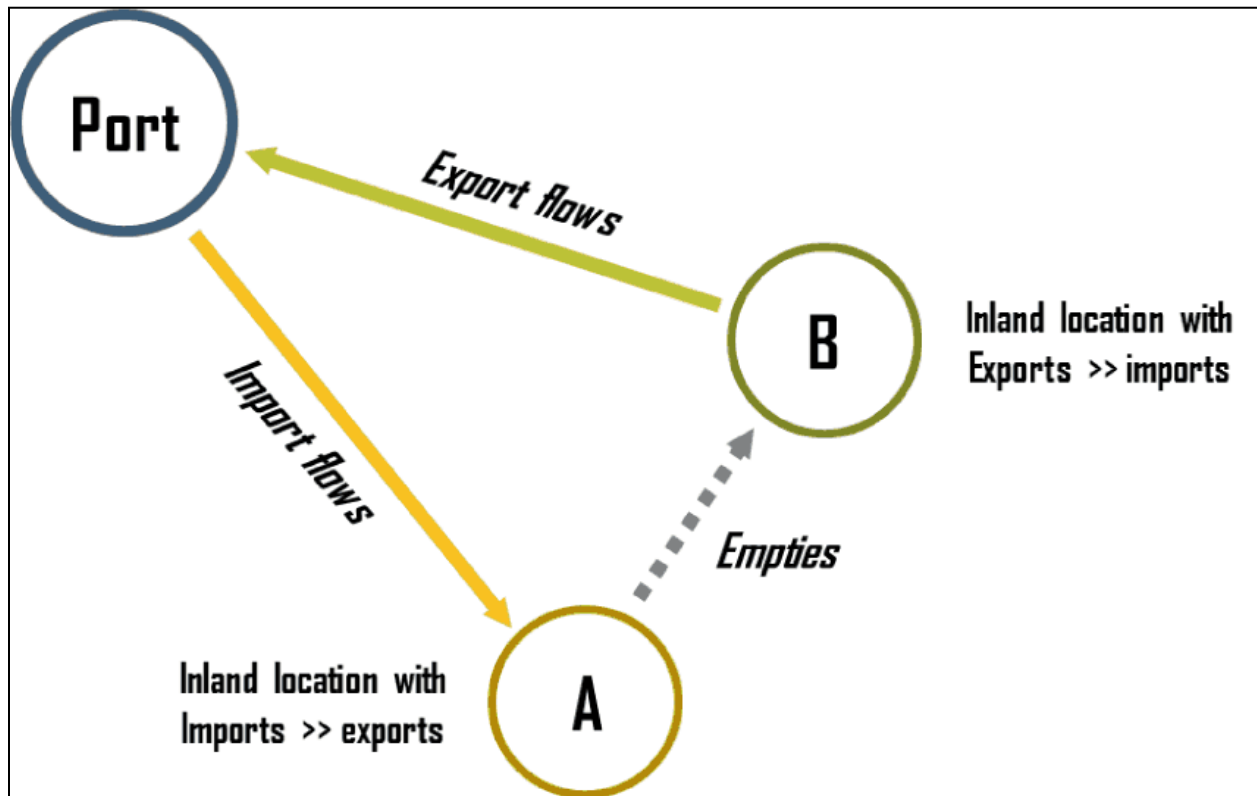 Port
Export flows
B
Inland location with
Exports >> imports
Import flows
Empties
A
Inland location with
Imports >> exports